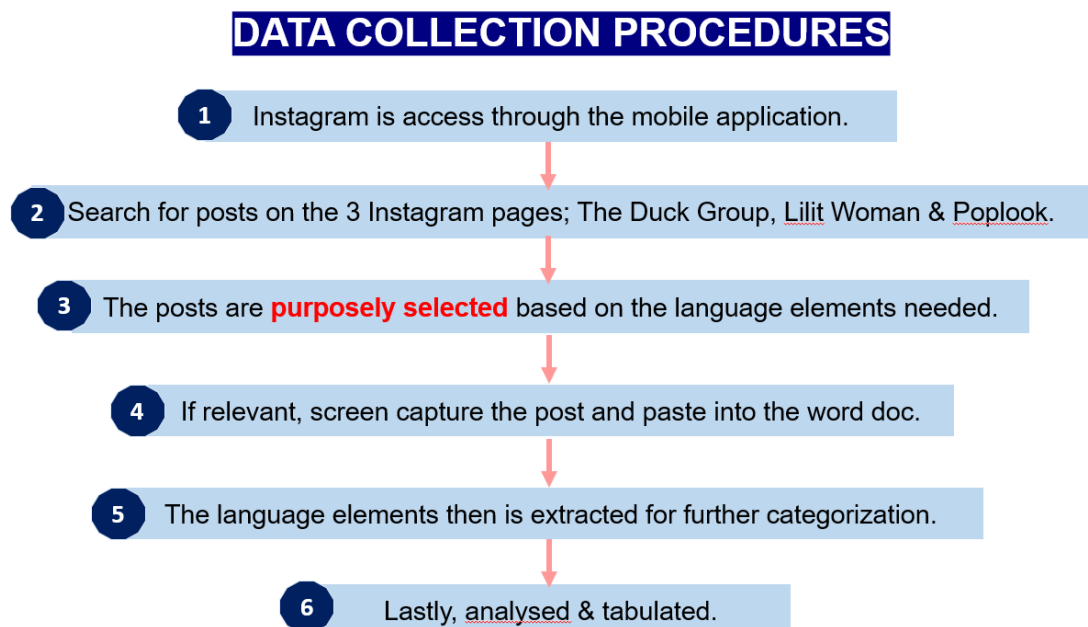 DATA COLLECTION PROCEDURES
1 Instagram is access through the mobile application.
2 Search for posts on the 3 Instagram pages; The Duck Group, Lilit Woman & Poplook.
3 The posts are purposely selected based on the language elements needed.
4 If relevant, screen capture the post and paste into the word doc.
5 The language elements then is extracted for further categorization.
6 Lastly, analysed & tabulated.